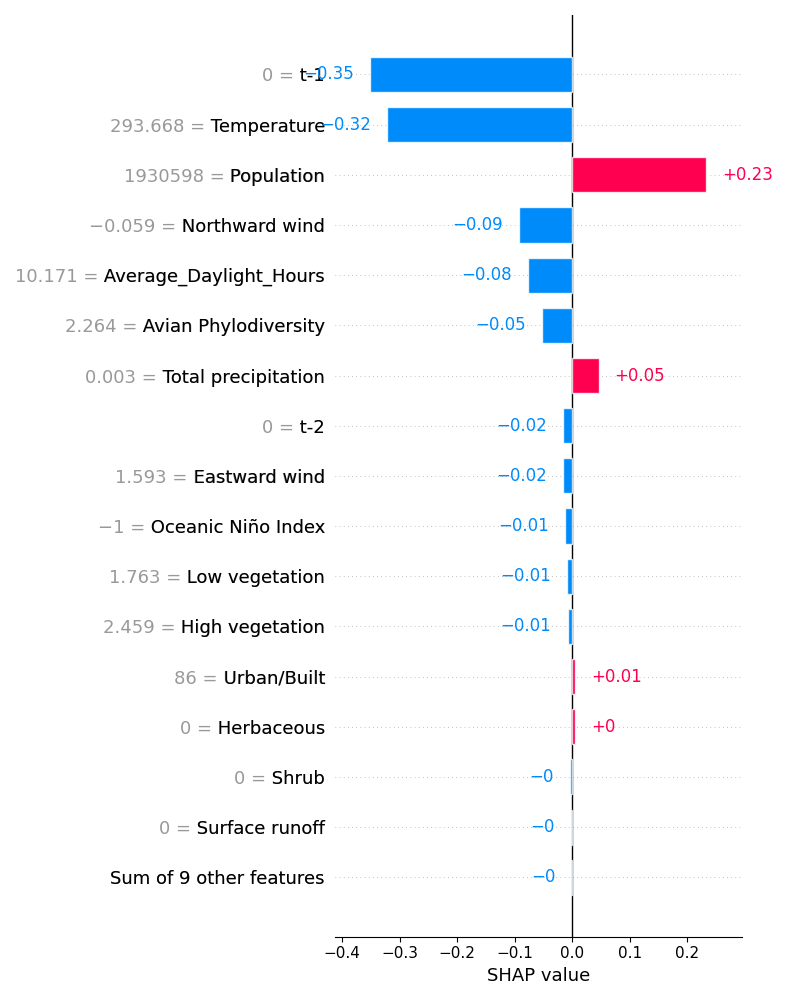 0 = t-1 −0.35
293.668 = Temperature −0.32
1930598 = Population +0.23
−0.059 = Northward wind −0.09
10.171 = Average_Daylight_Hours −0.08
2.264 = Avian Phylodiversity −0.05
0.003 = Total precipitation +0.05
0 = t-2 −0.02
1.593 = Eastward wind −0.02
−1 = Oceanic Niño Index −0.01
1.763 = Low vegetation −0.01
2.459 = High vegetation −0.01
86 = Urban/Built +0.01
0 = Herbaceous +0
0 = Shrub −0
0 = Surface runoff −0
Sum of 9 other features −0
−0.4 −0.3 −0.2 −0.1 0.0 0.1 0.2
SHAP value